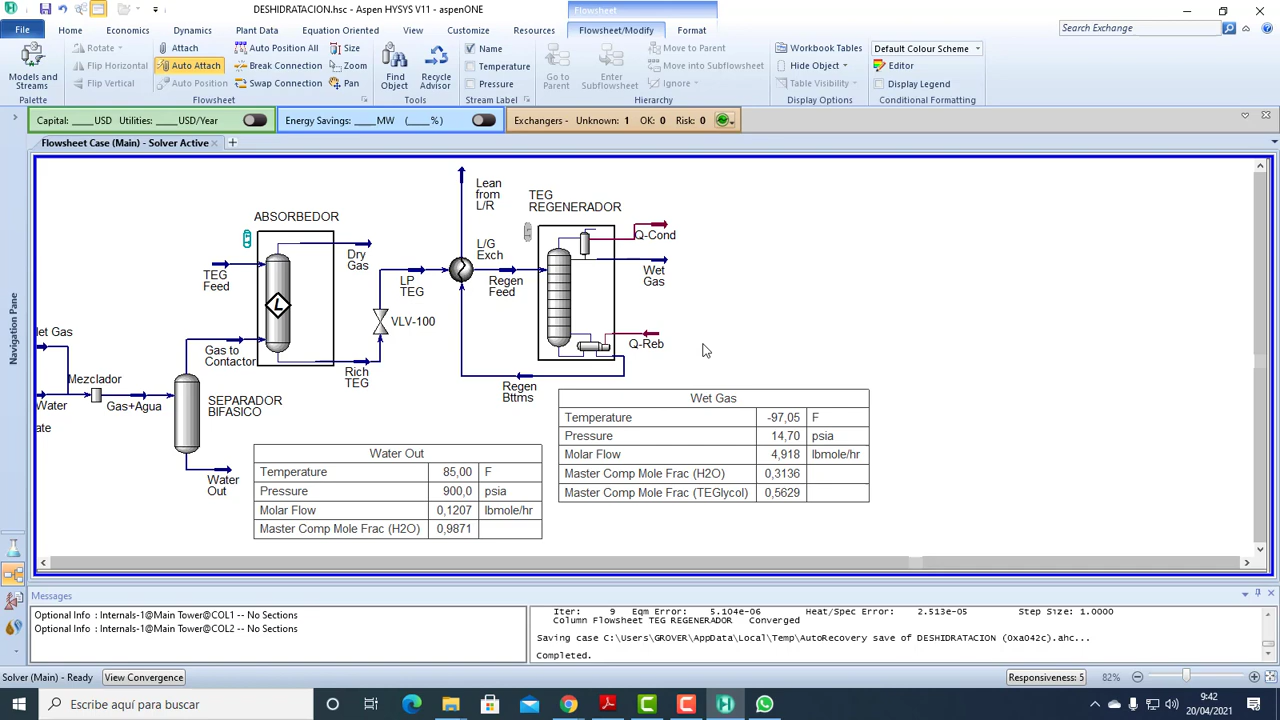 DESHIDRATACION.hsc - Aspen HYSYS V11 - aspenONE
Flowsheet
File
Home
Economics
Dynamics
Plant Data
Equation Oriented
View
Customize
Resources
Flowsheet/Modify
Format
Search Exchange
Models and Streams
Palette
Rotate
Flip Horizontal
Flip Vertical
Attach
Auto Attach
Auto Position
Auto Position All
Break Connection
Swap Connection
Size
Zoom
Pan
Flowsheet
Find Object
Recycle Advisor
Tools
Name
Temperature
Pressure
Stream Label
Go to Parent
Enter Subflowsheet
Move to Parent
Move into Subflowsheet
Ignore
Hierarchy
Workbook Tables
Hide Object
Table Visibility
Display Options
Default Colour Scheme
Editor
Display Legend
Conditional Formatting
Capital: ____USD Utilities: ____USD/Year
Energy Savings: ____MW (____%)
Exchangers - Unknown: 1 OK: 0 Risk: 0
Flowsheet Case (Main) - Solver Active
Navigation Pane
Lean
from
L/R
TEG
REGENERADOR
ABSORBEDOR
Q-Cond
TEG
Feed
Dry
Gas
L/G
Exch
LP
TEG
Regen
Feed
Wet
Gas
VLV-100
Q-Reb
let Gas
Gas to
Contactor
Rich
TEG
Mezclador
Regen
Bttms
Water
Gas+Agua
SEPARADOR
BIFASICO
ate
Water
Out
Wet Gas
Temperature -97,05 F
Pressure 14,70 psia
Molar Flow 4,918 lbmole/hr
Master Comp Mole Frac (H2O) 0,3136
Master Comp Mole Frac (TEGlycol) 0,5629
Water Out
Temperature 85,00 F
Pressure 900,0 psia
Molar Flow 0,1207 lbmole/hr
Master Comp Mole Frac (H2O) 0,9871
Messages
Optional Info : Internals-1@Main Tower@COL1 -- No Sections
Optional Info : Internals-1@Main Tower@COL2 -- No Sections
Iter: 9 Eqm Error: 5.104e-06 Heat/Spec Error: 2.513e-05 Step Size: 1.0000
Column Flowsheet TEG REGENERADOR Converged
Saving case C:\Users\GROVER\AppData\Local\Temp\AutoRecovery save of DESHIDRATACION (0xa042c).ahc...
Completed.
Solver (Main) - Ready
View Convergence
Responsiveness: 5
82%
Escribe aquí para buscar
9:42
20/04/2021